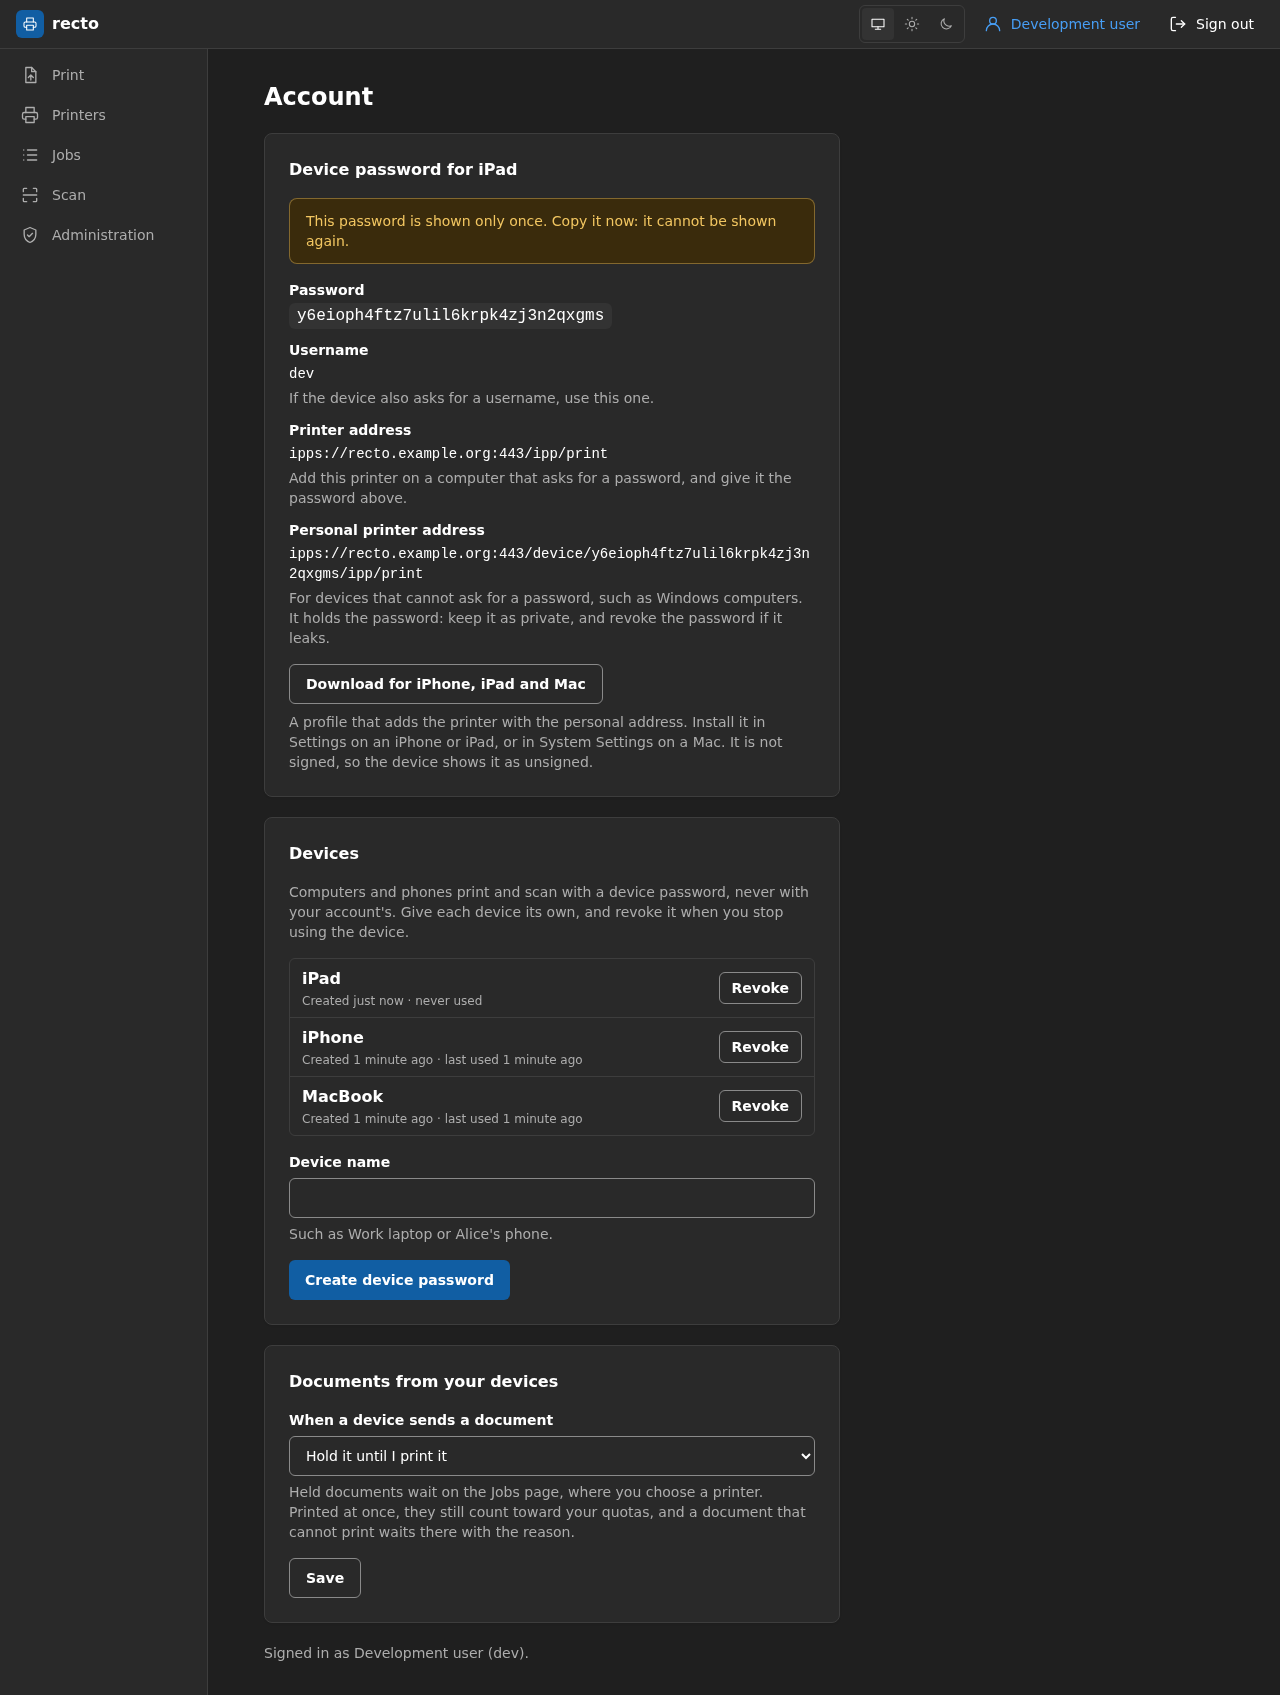 recto
Development user
Sign out
Print
Printers
Jobs
Scan
Administration
Account
Device password for iPad
This password is shown only once. Copy it now: it cannot be shown
again.
Password
y6eioph4ftz7ulil6krpk4zj3n2qxgms
Username
dev
If the device also asks for a username, use this one.
Printer address
ipps://recto.example.org:443/ipp/print
Add this printer on a computer that asks for a password, and give it the
password above.
Personal printer address
ipps://recto.example.org:443/device/y6eioph4ftz7ulil6krpk4zj3n
2qxgms/ipp/print
For devices that cannot ask for a password, such as Windows computers.
It holds the password: keep it as private, and revoke the password if it
leaks.
Download for iPhone, iPad and Mac
A profile that adds the printer with the personal address. Install it in
Settings on an iPhone or iPad, or in System Settings on a Mac. It is not
signed, so the device shows it as unsigned.
Devices
Computers and phones print and scan with a device password, never with
your account's. Give each device its own, and revoke it when you stop
using the device.
iPad
Created just now · never used
Revoke
iPhone
Created 1 minute ago · last used 1 minute ago
Revoke
MacBook
Created 1 minute ago · last used 1 minute ago
Revoke
Device name
Such as Work laptop or Alice's phone.
Create device password
Documents from your devices
When a device sends a document
Hold it until I print it
Held documents wait on the Jobs page, where you choose a printer.
Printed at once, they still count toward your quotas, and a document that
cannot print waits there with the reason.
Save
Signed in as Development user (dev).